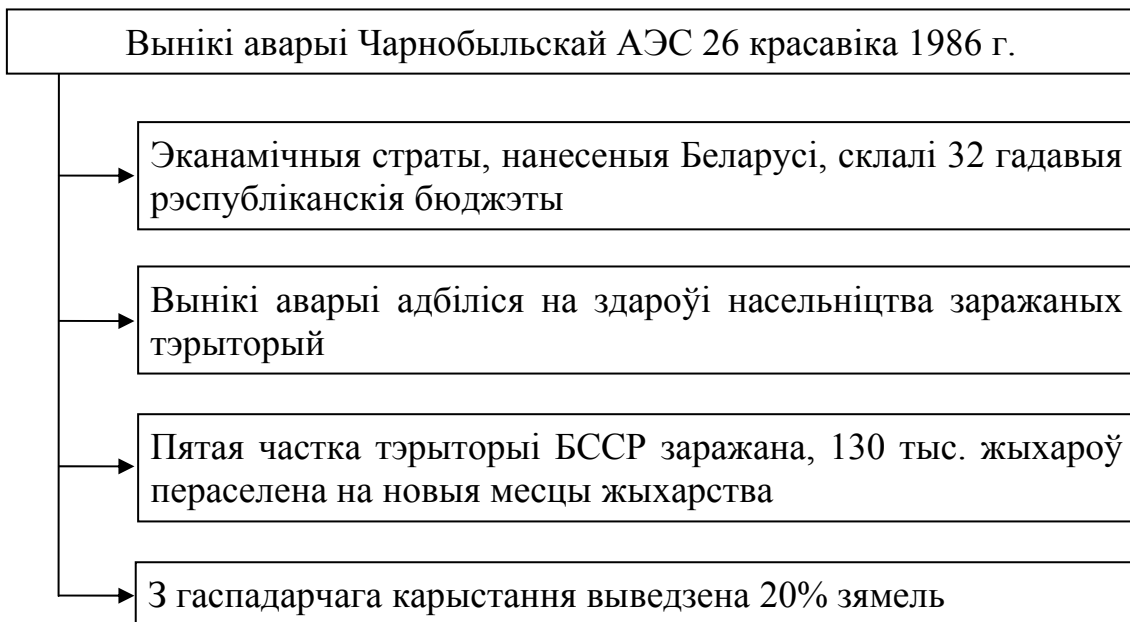 Вынікі аварыі Чарнобыльскай АЭС 26 красавіка 1986 г.
Эканамічныя страты, нанесеныя Беларусі, склалі 32 гадавыя
рэспубліканскія бюджэты
Вынікі аварыі адбіліся на здароўі насельніцтва заражаных
тэрыторый
Пятая частка тэрыторыі БССР заражана, 130 тыс. жыхароў
пераселена на новыя месцы жыхарства
З гаспадарчага карыстання выведзена 20% зямель